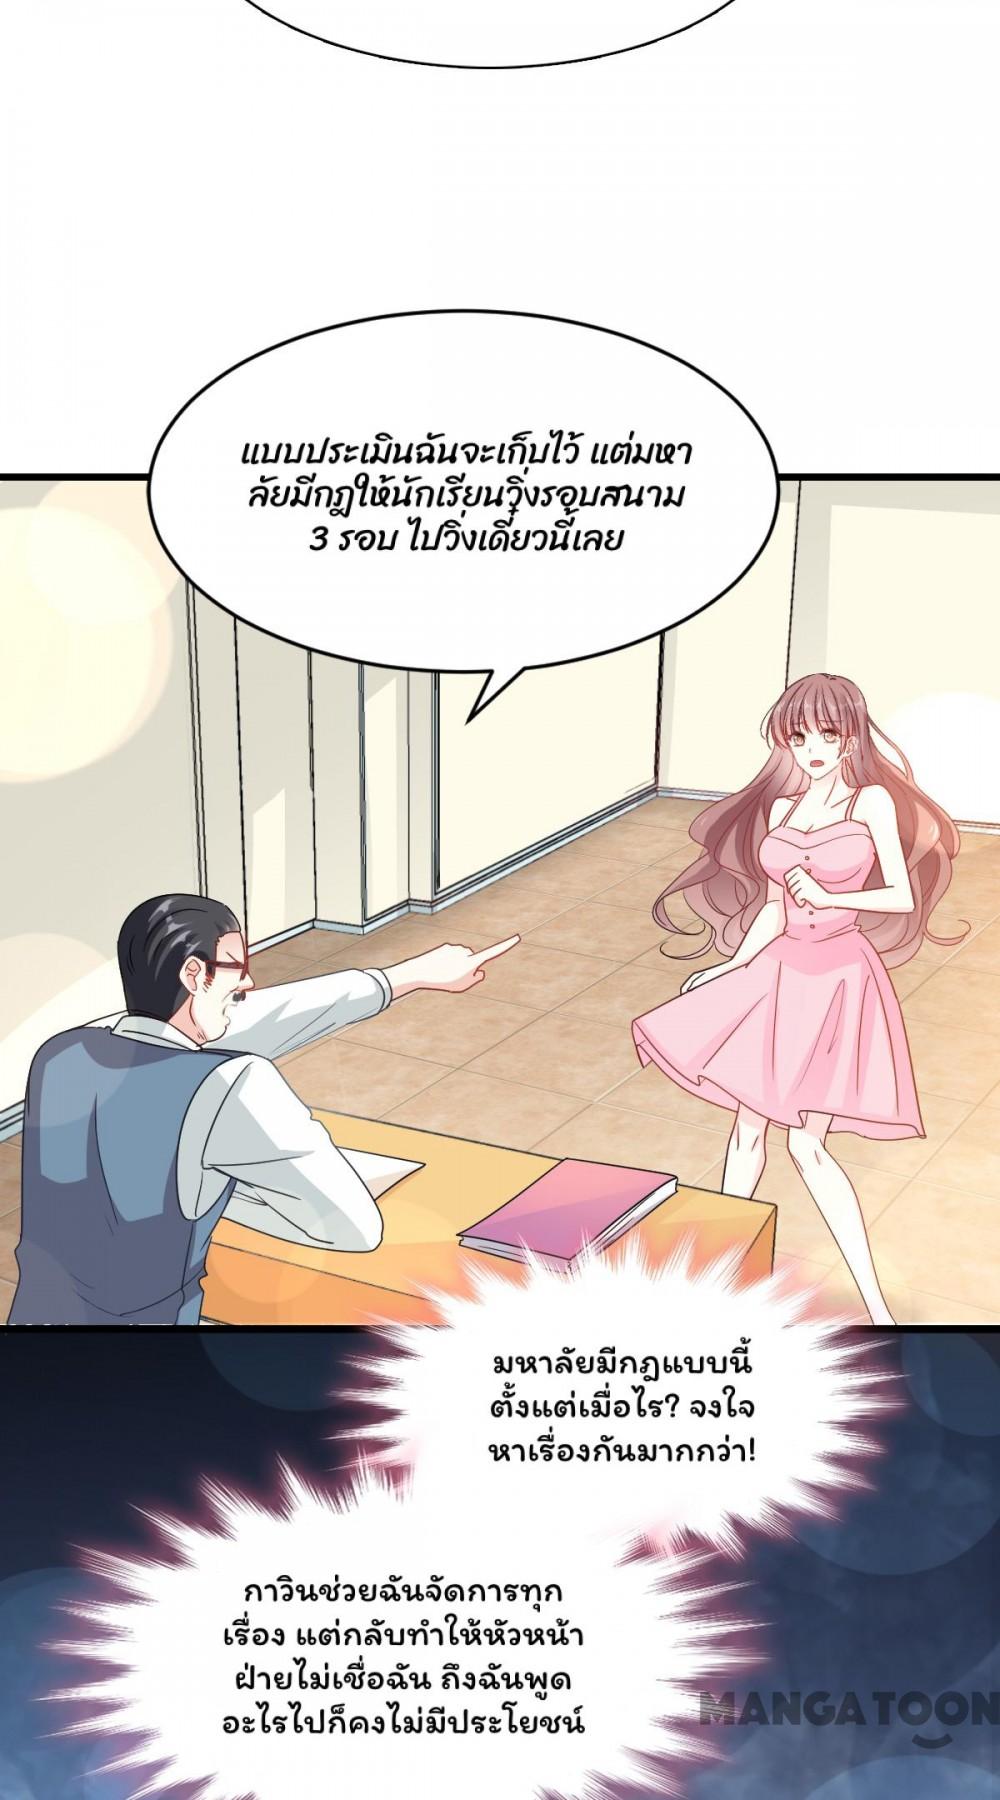 แบบประเมินฉันจะเก็บไว้ แต่มหา
ลัยมีกฎให้นักเรียนวิ่งรอบสนาม
3 รอบ ไปวิ่งเดี๋ยวนี้เลย
มหาลัยมีกฎแบบนี้
ตั้งแต่เมื่อไร? จงใจ
หาเรื่องกันมากกว่า!
กาวินช่วยฉันจัดการทุก
เรื่อง แต่กลับทำให้หัวหน้า
ฝ่ายไม่เชื่อฉัน ถึงฉันพูด
อะไรไปก็คงไม่มีประโยชน์
MANGATOON